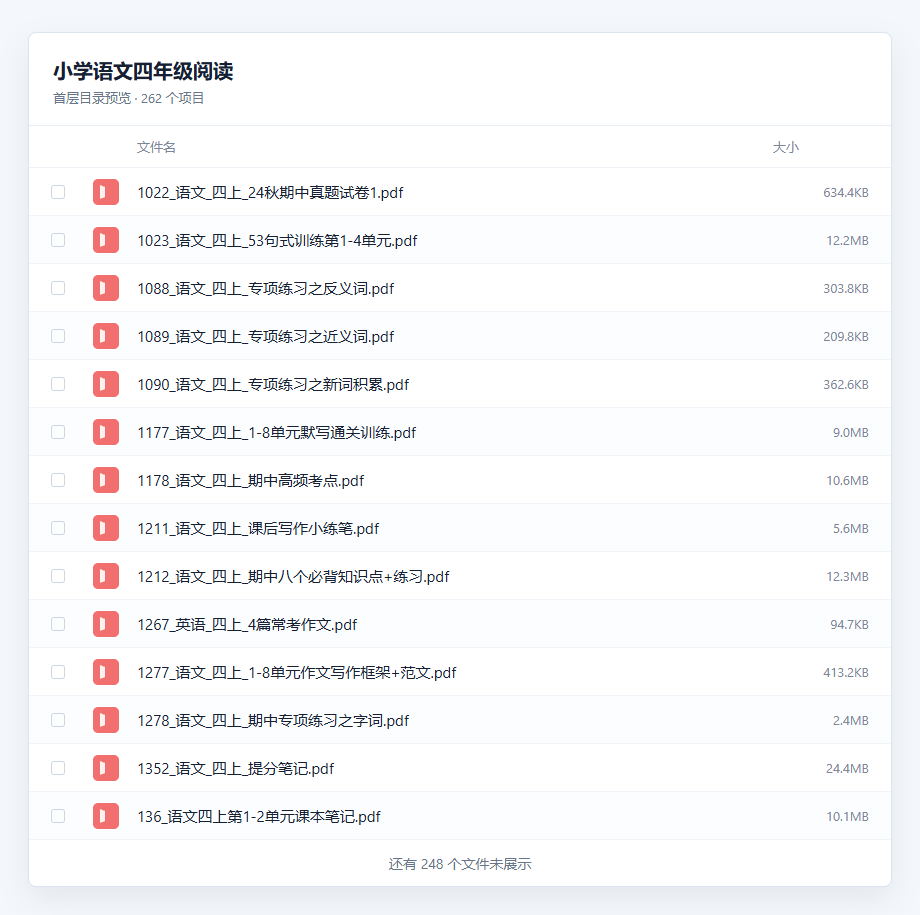 小学语文四年级阅读
首层目录预览 · 262 个项目
文件名 大小
1022_语文_四上_24秋期中真题试卷1.pdf 634.4KB
1023_语文_四上_53句式训练第1-4单元.pdf 12.2MB
1088_语文_四上_专项练习之反义词.pdf 303.8KB
1089_语文_四上_专项练习之近义词.pdf 209.8KB
1090_语文_四上_专项练习之新词积累.pdf 362.6KB
1177_语文_四上_1-8单元默写通关训练.pdf 9.0MB
1178_语文_四上_期中高频考点.pdf 10.6MB
1211_语文_四上_课后写作小练笔.pdf 5.6MB
1212_语文_四上_期中八个必背知识点+练习.pdf 12.3MB
1267_英语_四上_4篇常考作文.pdf 94.7KB
1277_语文_四上_1-8单元作文写作框架+范文.pdf 413.2KB
1278_语文_四上_期中专项练习之字词.pdf 2.4MB
1352_语文_四上_提分笔记.pdf 24.4MB
136_语文四上第1-2单元课本笔记.pdf 10.1MB
还有 248 个文件未展示